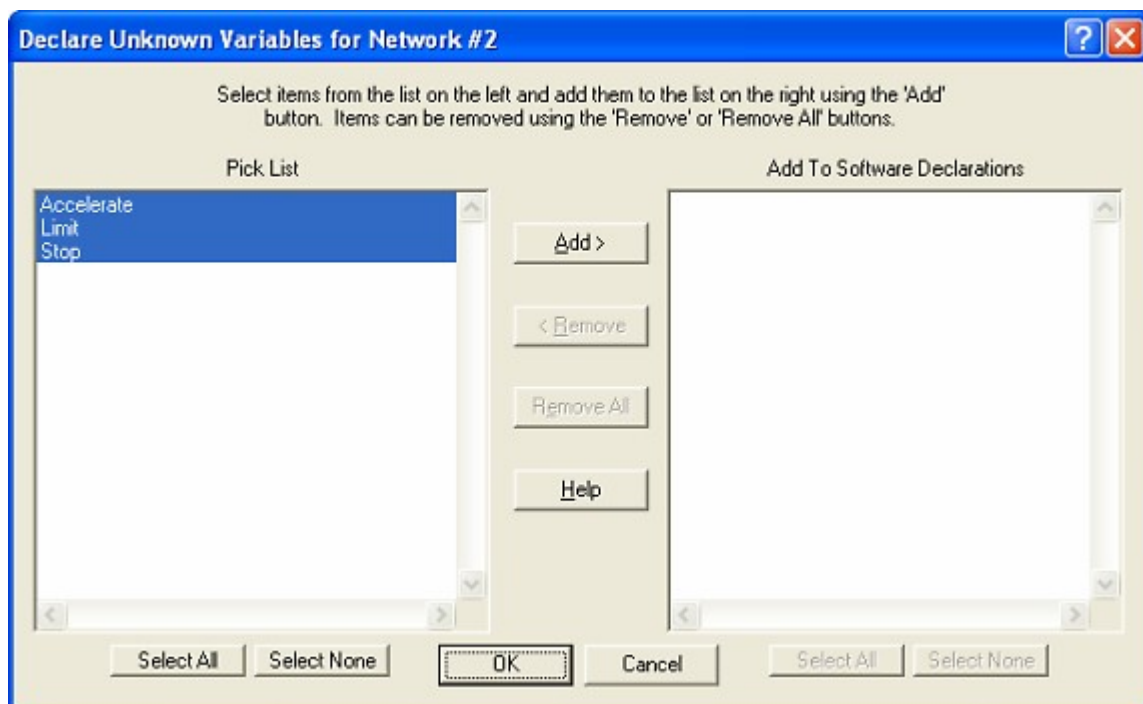 Declare Unknown Variables for Network #2
Select items from the list on the left and add them to the list on the right using the 'Add'
button. Items can be removed using the 'Remove' or 'Remove All' buttons.
Pick List
Add To Software Declarations
Accelerate
Limit
Stop
Add >
< Remove
Remove All
Help
Select All
Select None
OK
Cancel
Select All
Select None